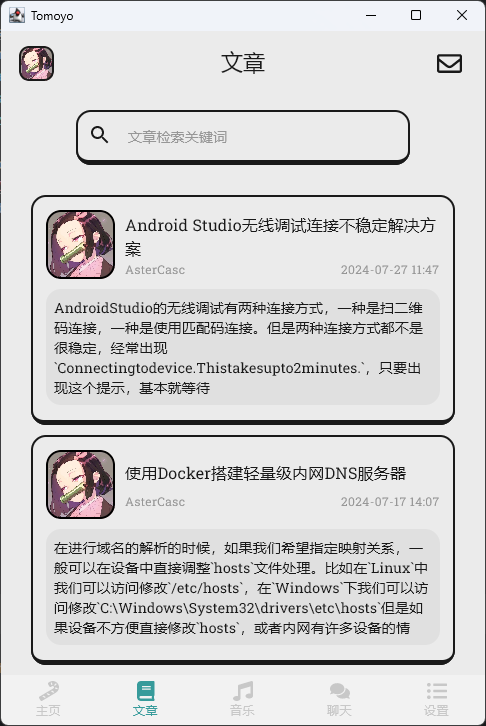 Tomoyo
文章
文章检索关键词
Android Studio无线调试连接不稳定解决方
案
AsterCasc 2024-07-27 11:47
AndroidStudio的无线调试有两种连接方式，一种是扫二维
码连接，一种是使用匹配码连接。但是两种连接方式都不是
很稳定，经常出现
`Connectingtodevice.Thistakesupto2minutes.`，只要出
现这个提示，基本就等待
使用Docker搭建轻量级内网DNS服务器
AsterCasc 2024-07-17 14:07
在进行域名的解析的时候，如果我们希望指定映射关系，一
般可以在设备中直接调整`hosts`文件处理。比如在`Linux`中
我们可以访问修改`/etc/hosts`，在`Windows`下我们可以访
问修改`C:\Windows\System32\drivers\etc\hosts`但是如
果设备不方便直接修改`hosts`，或者内网有许多设备的情
主页 文章 音乐 聊天 设置